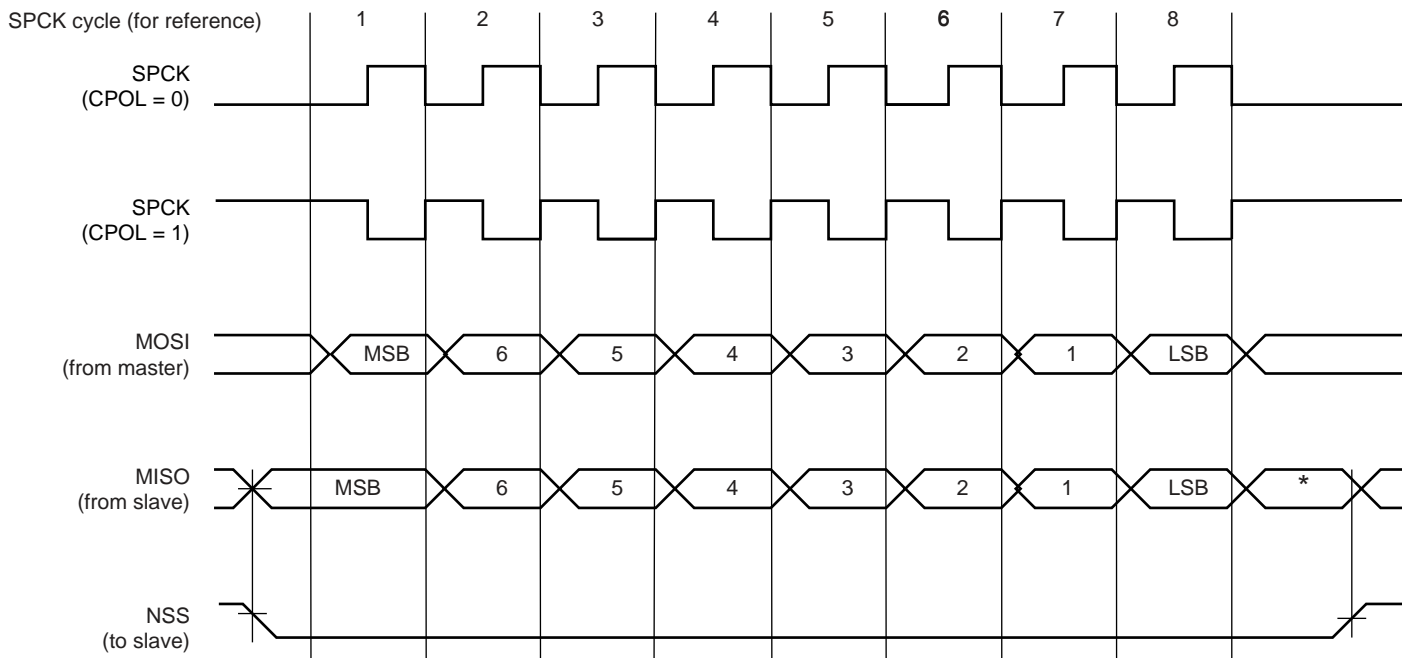 SPCK cycle (for reference) 1 2 3 4 5 6 7 8
SPCK
(CPOL = 0)
SPCK
(CPOL = 1)
MOSI
(from master)
MSB 6 5 4 3 2 1 LSB
MISO
(from slave)
MSB 6 5 4 3 2 1 LSB *
NSS
(to slave)